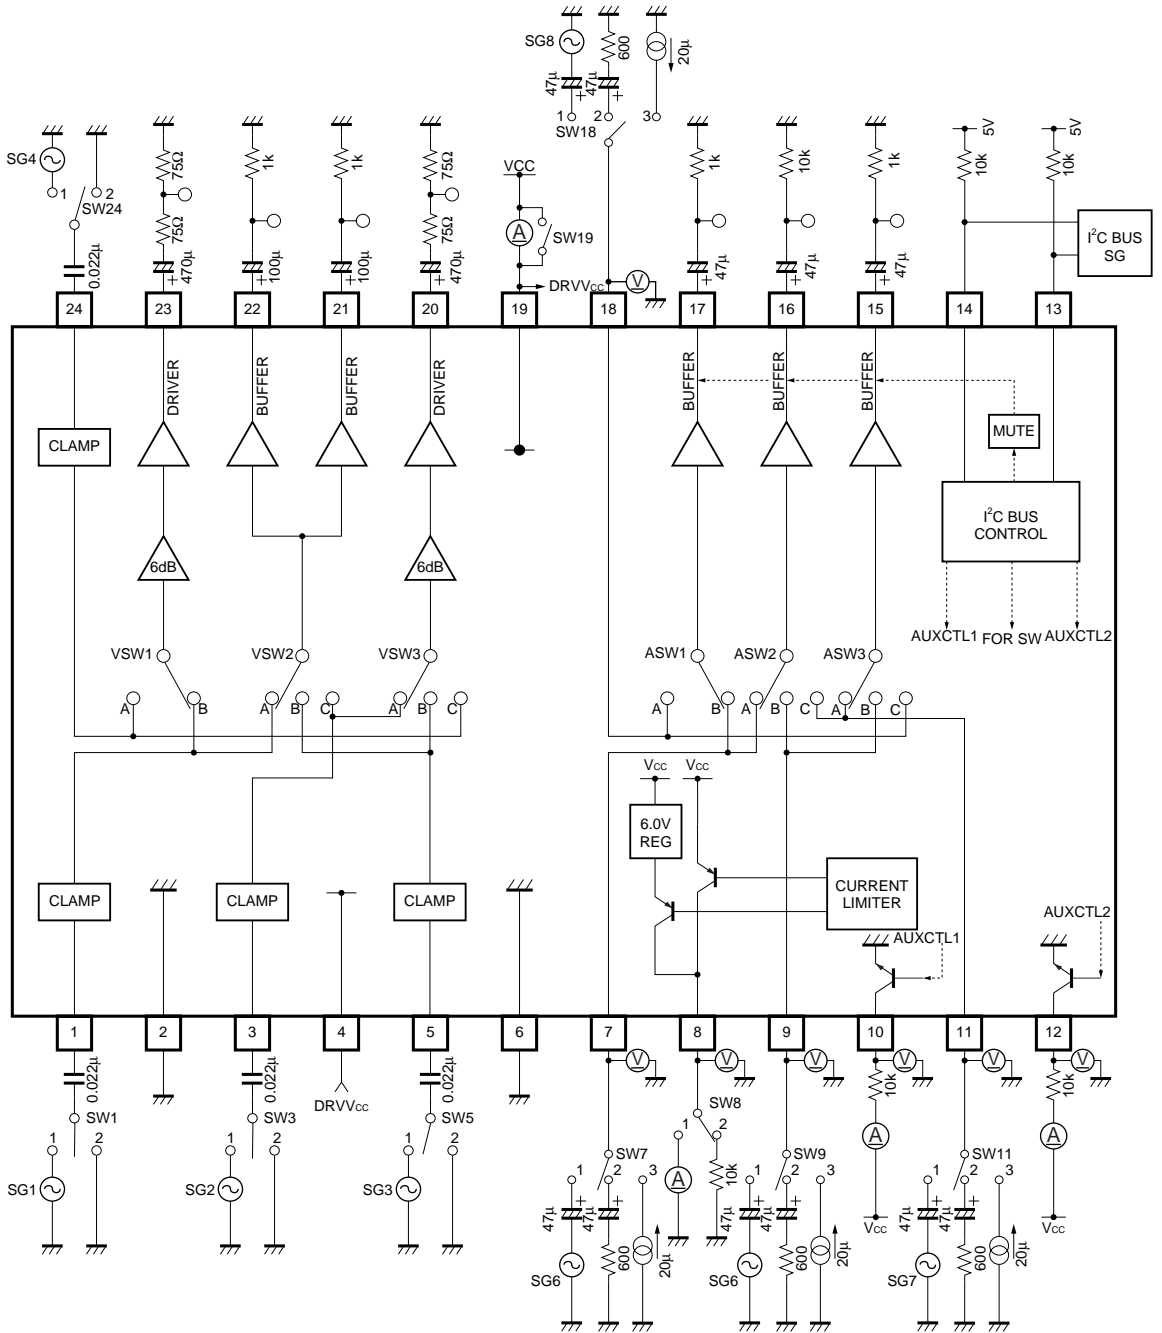 SG8
600
20µ
47µ
47µ
1
2
3
SW18
SG4
1
2
SW24
0.022µ
75Ω
75Ω
470µ
1k
100µ
1k
100µ
75Ω
75Ω
470µ
VCC
A
SW19
DRVVCC
V
1k
47µ
10k
47µ
1k
47µ
5V
10k
5V
10k
I²C BUS
SG
24
23
22
21
20
19
18
17
16
15
14
13
CLAMP
DRIVER
BUFFER
BUFFER
DRIVER
BUFFER
BUFFER
BUFFER
MUTE
I²C BUS
CONTROL
6dB
6dB
AUXCTL1
FOR SW
AUXCTL2
VSW1
VSW2
VSW3
ASW1
ASW2
ASW3
A
B
A
B
C
A
B
C
A
B
A
B
C
A
B
C
VCC
VCC
6.0V
REG
CLAMP
CLAMP
CLAMP
CURRENT
LIMITER
AUXCTL1
AUXCTL2
1
2
3
4
5
6
7
8
9
10
11
12
0.022µ
0.022µ
DRVVCC
0.022µ
V
V
V
V
V
V
SW1
1
2
SG1
SW3
1
2
SG2
SW5
1
2
SG3
SW7
1
2
3
47µ
47µ
600
20µ
SG6
SW8
1
2
A
10k
SW9
1
2
3
47µ
47µ
600
20µ
SG6
10k
A
VCC
SW11
1
2
3
47µ
47µ
600
20µ
SG7
10k
A
VCC